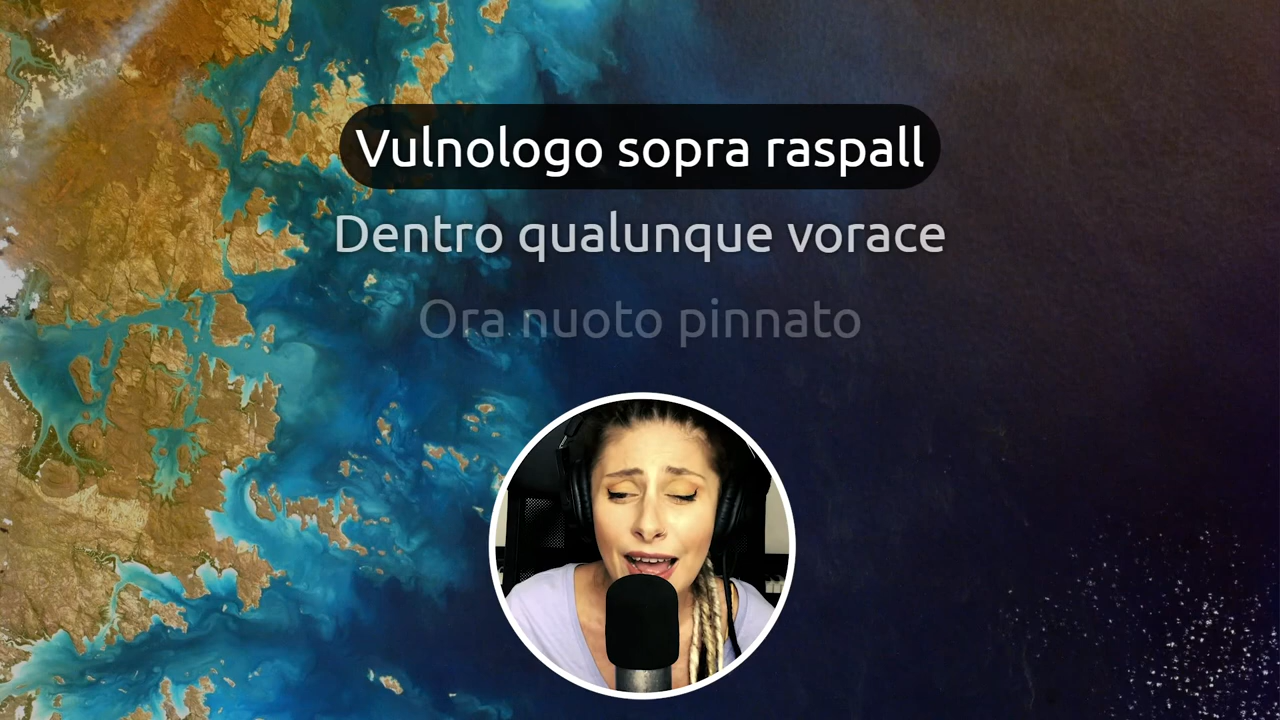 Vulnologo sopra raspall
Dentro qualunque vorace
Ora nuoto pinnato